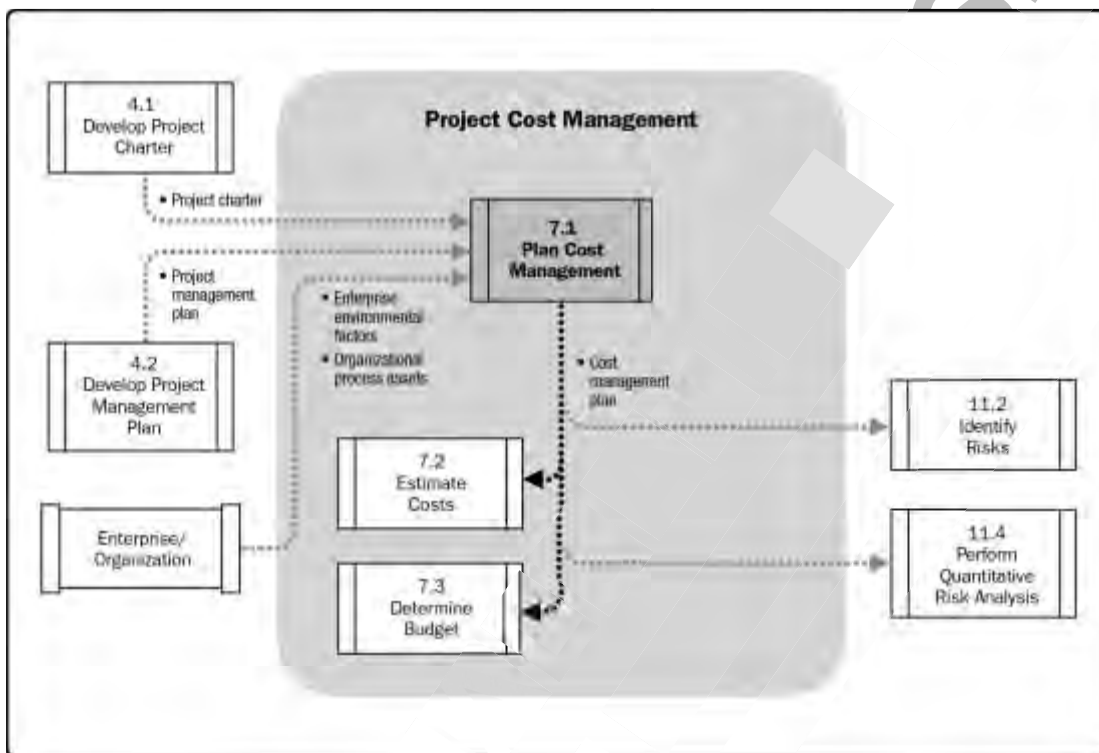 Project Cost Management
4.1
Develop Project
Charter
• Project charter
7.1
Plan Cost
Management
• Project
management
plan
• Enterprise
environmental
factors
• Organizational
process assets
4.2
Develop Project
Management
Plan
• Cost
management
plan
11.2
Identify
Risks
7.2
Estimate
Costs
Enterprise/
Organization
11.4
Perform
Quantitative
Risk Analysis
7.3
Determine
Budget